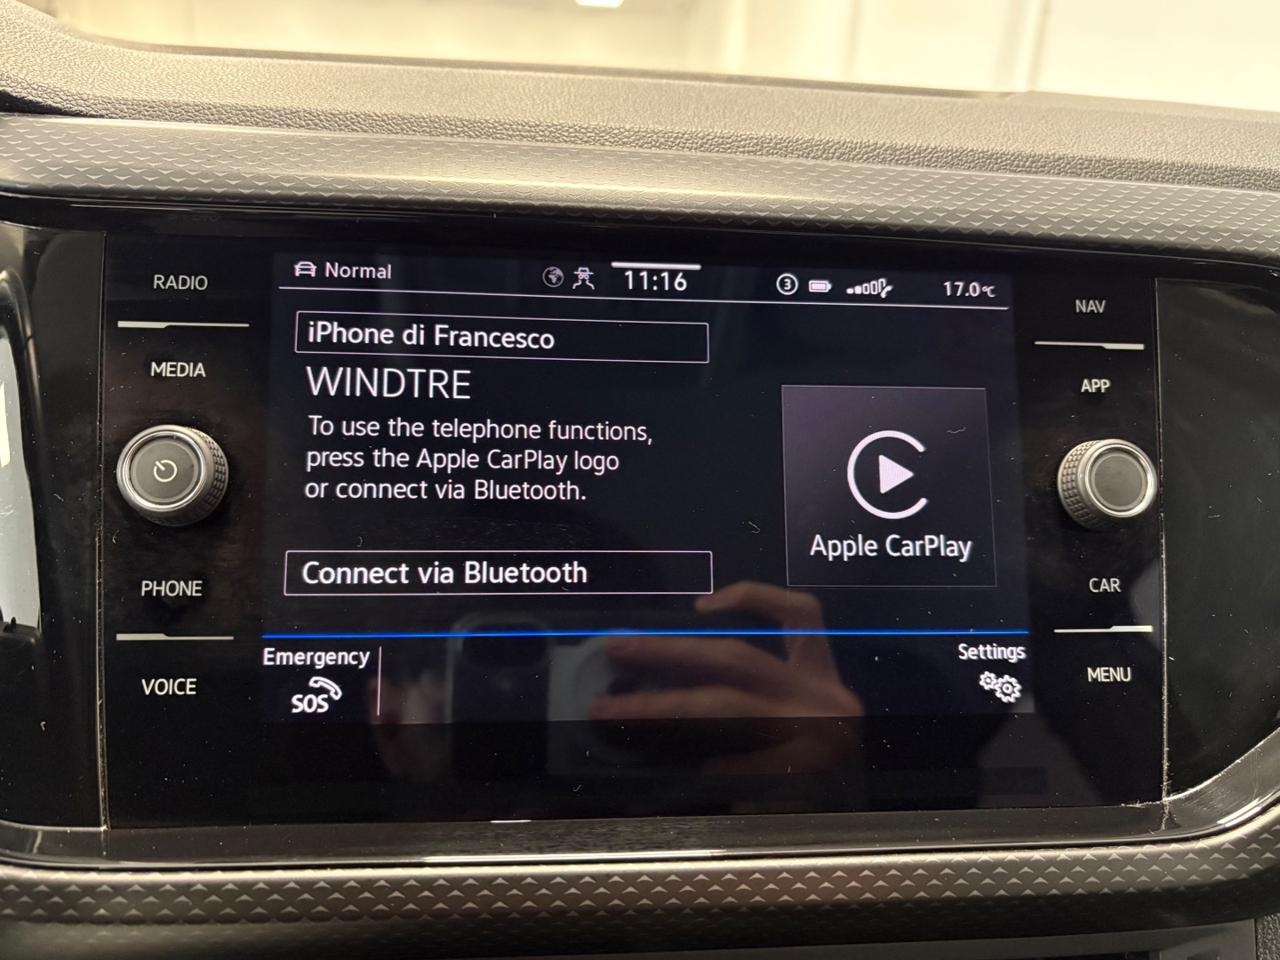 RADIO
MEDIA
PHONE
VOICE
Normal
11:16
3
17.0°C
iPhone di Francesco
WINDTRE
To use the telephone functions,
press the Apple CarPlay logo
or connect via Bluetooth.
Connect via Bluetooth
Apple CarPlay
Emergency
SOS
Settings
NAV
APP
CAR
MENU